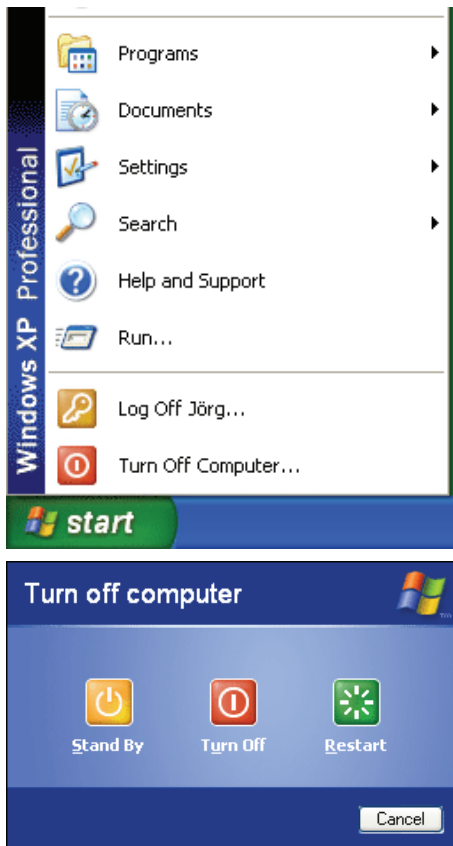 Programs
Documents
Settings
Search
Help and Support
Run...
Log Off Jörg...
Turn Off Computer...
Windows XP Professional
start
Turn off computer
Stand By
Turn Off
Restart
Cancel